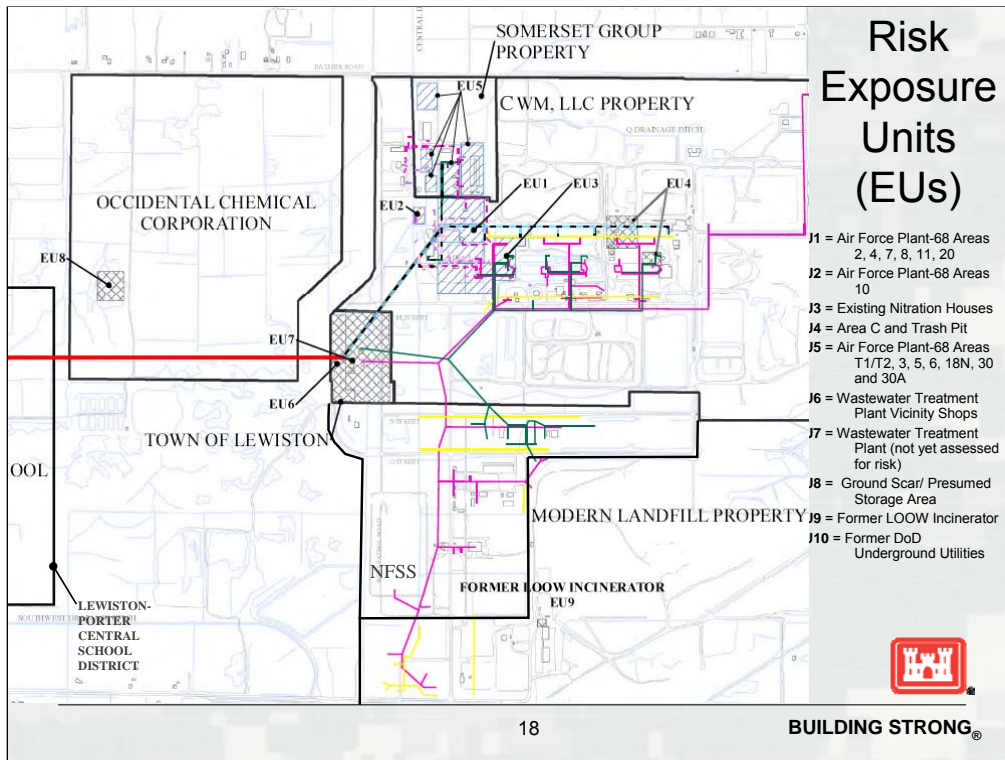 Risk
Exposure
Units
(EUs)
J1 = Air Force Plant-68 Areas
2, 4, 7, 8, 11, 20
J2 = Air Force Plant-68 Areas
10
J3 = Existing Nitration Houses
J4 = Area C and Trash Pit
J5 = Air Force Plant-68 Areas
T1/T2, 3, 5, 6, 18N, 30
and 30A
J6 = Wastewater Treatment
Plant Vicinity Shops
J7 = Wastewater Treatment
Plant (not yet assessed
for risk)
J8 = Ground Scar/ Presumed
Storage Area
J9 = Former LOOW Incinerator
J10 = Former DoD
Underground Utilities
SOMERSET GROUP
PROPERTY
EU5
CWM, LLC PROPERTY
Q DRAINAGE DITCH
OCCIDENTAL CHEMICAL
CORPORATION
EU2
EU1
EU3
EU4
EU8
EU7
EU6
TOWN OF LEWISTON
OOL
MODERN LANDFILL PROPERTY
NFSS
FORMER LOOW INCINERATOR
EU9
LEWISTON-
PORTER
CENTRAL
SCHOOL
DISTRICT
18
BUILDING STRONG®